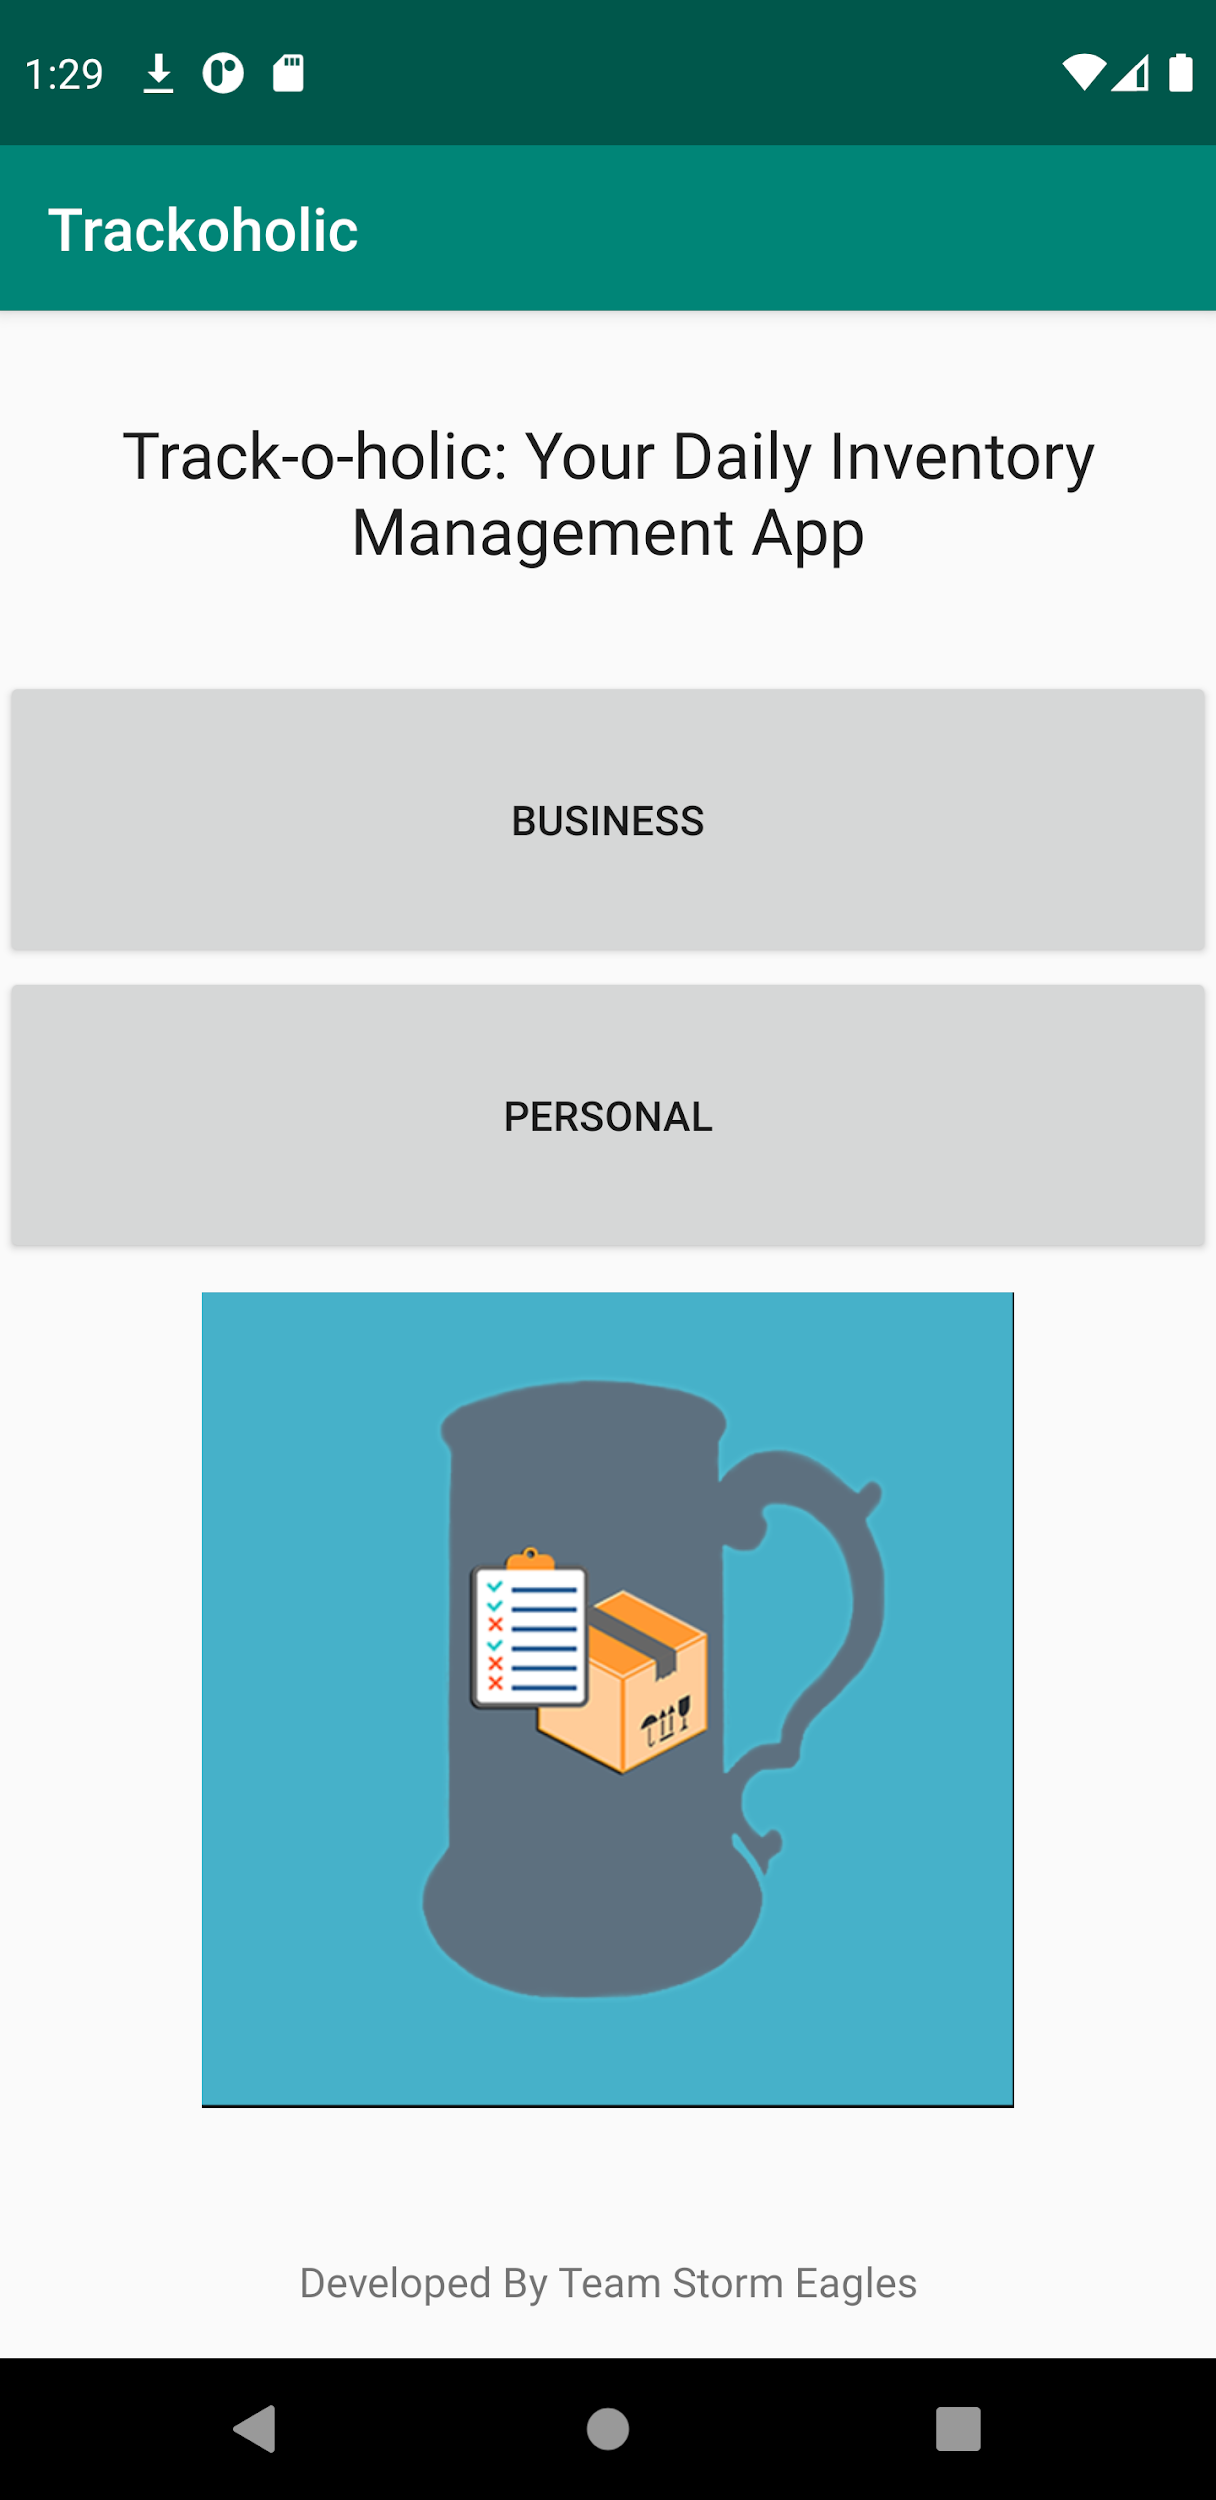 1:29
Trackoholic
Track-o-holic: Your Daily Inventory
Management App
BUSINESS
PERSONAL
Developed By Team Storm Eagles